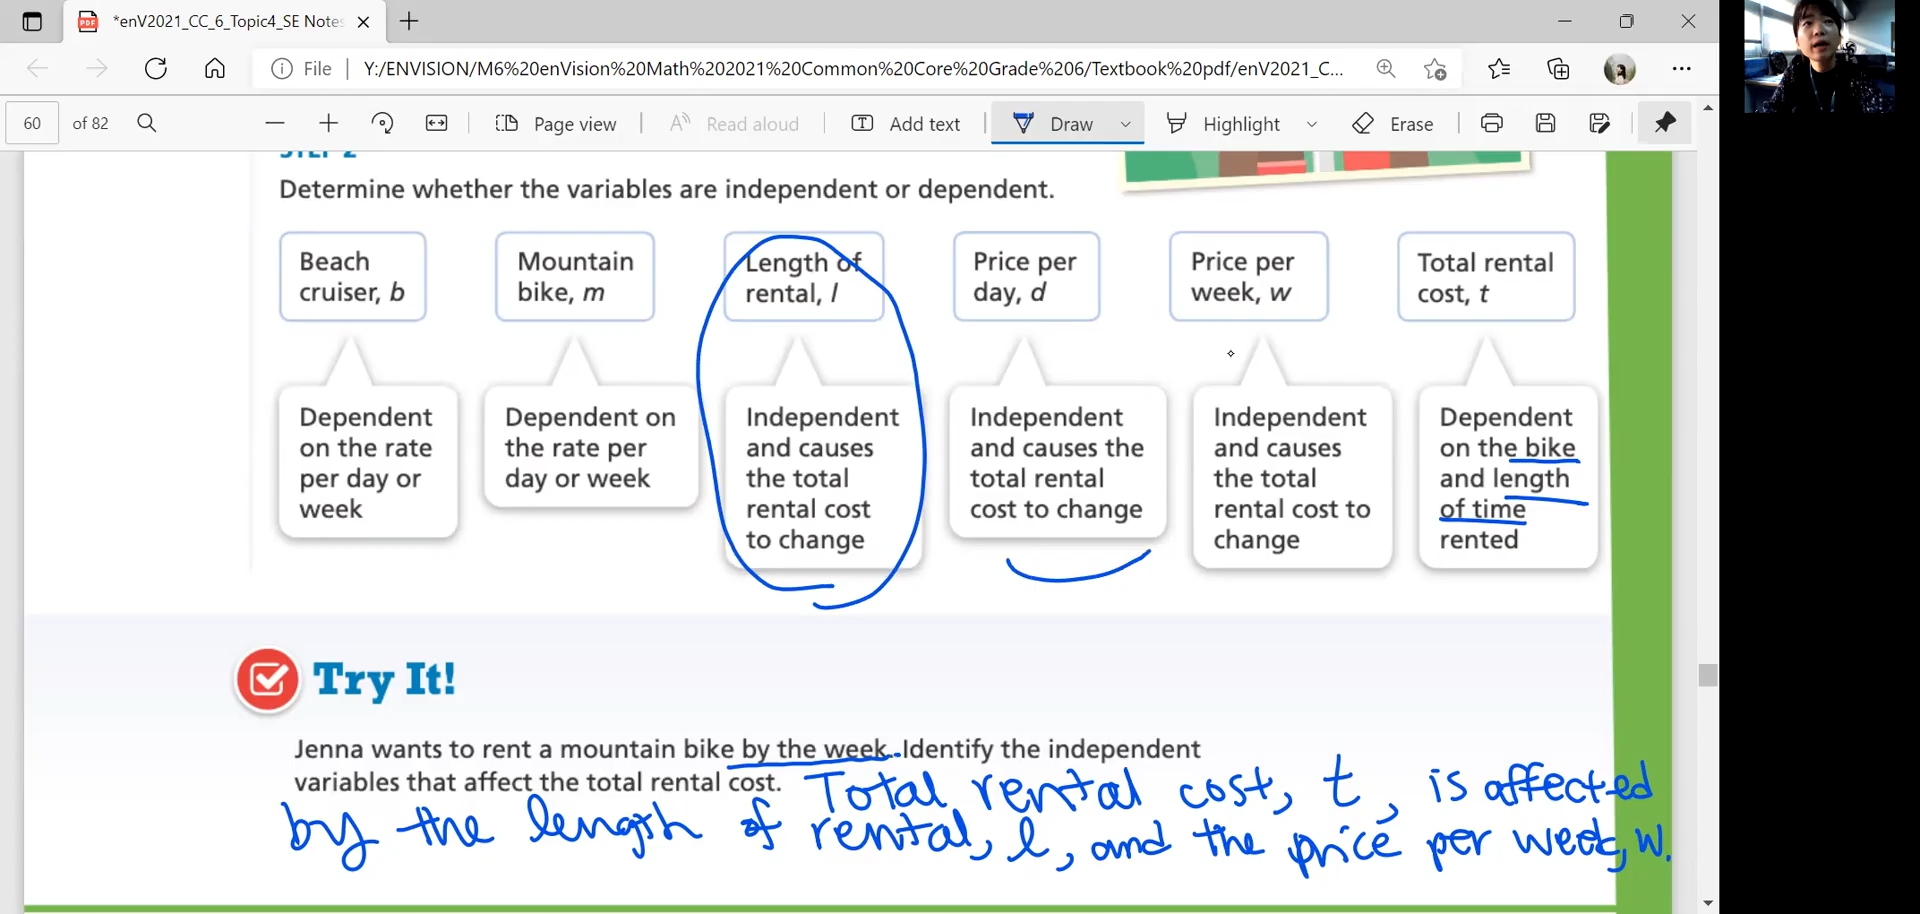 *enV2021_CC_6_Topic4_SE Notes
File
Y:/ENVISION/M6%20enVision%20Math%202021%20Common%20Core%20Grade%206/Textbook%20pdf/enV2021_C...
60 of 82
Page view
Read aloud
Add text
Draw
Highlight
Erase
STEP 2
Determine whether the variables are independent or dependent.
Beach
cruiser, b
Dependent
on the rate
per day or
week
Mountain
bike, m
Dependent on
the rate per
day or week
Length of
rental, l
Independent
and causes
the total
rental cost
to change
Price per
day, d
Independent
and causes the
total rental
cost to change
Price per
week, w
Independent
and causes
the total
rental cost to
change
Total rental
cost, t
Dependent
on the bike
and length
of time
rented
Try It!
Jenna wants to rent a mountain bike by the week. Identify the independent
variables that affect the total rental cost.
Total rental cost, t, is affected
by the length of rental, l, and the price per week, w.